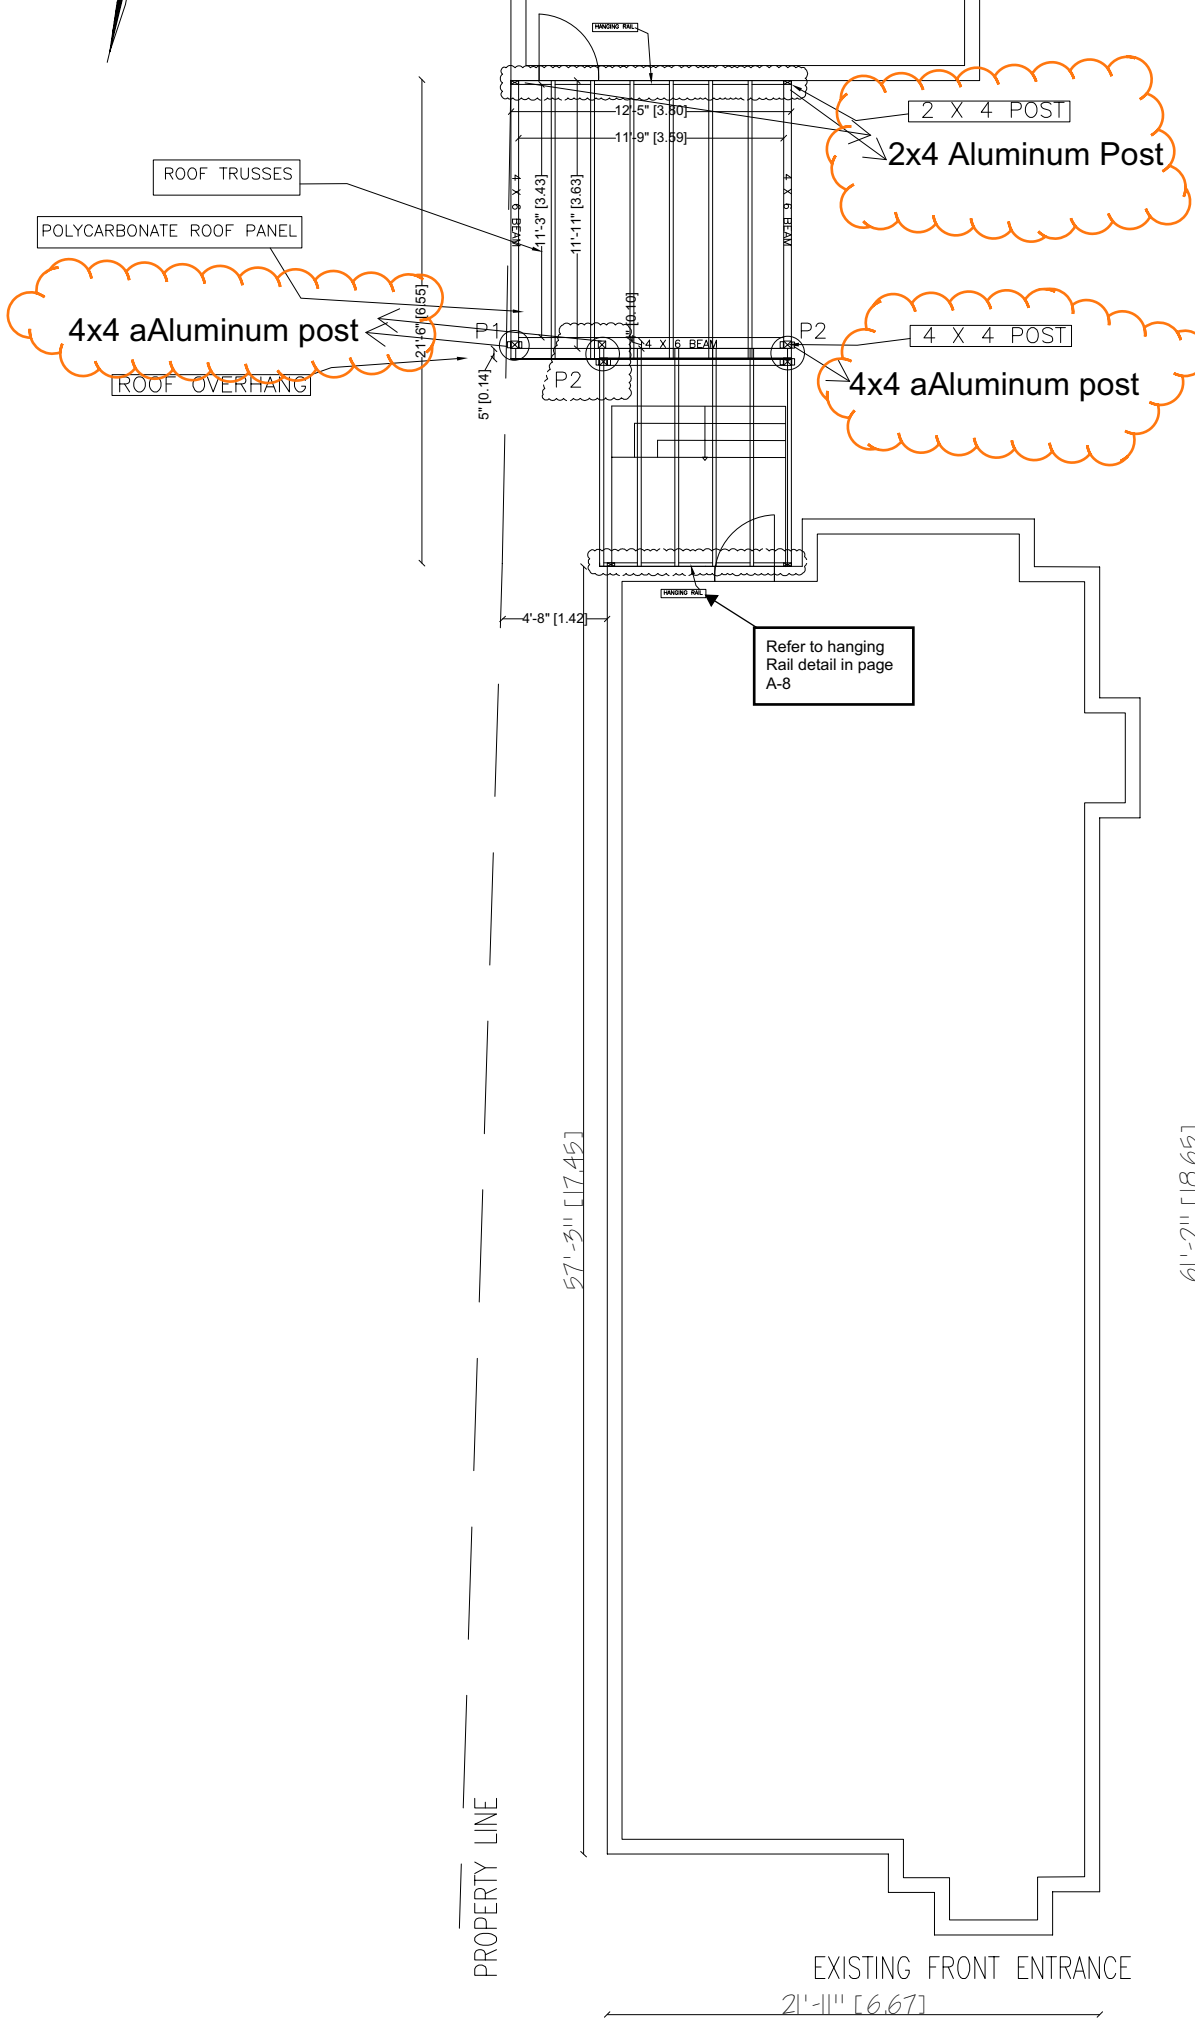 HANGING RAIL
2 X 4 POST
2x4 Aluminum Post
12'-5" [3.80]
11'-9" [3.59]
ROOF TRUSSES
4 X 6 BEAM
11'-3" [3.43]
11'-11" [3.63]
4 X 6 BEAM
POLYCARBONATE ROOF PANEL
4x4 aAluminum post
21'-6" [6.55]
P1
4" [0.10]
4 X 6 BEAM
P2
4 X 4 POST
4x4 aAluminum post
ROOF OVERHANG
5" [0.14]
P2
HANGING RAIL
4'-8" [1.42]
Refer to hanging
Rail detail in page
A-8
57'-3" [17.45]
61'-2" [18.65]
PROPERTY LINE
EXISTING FRONT ENTRANCE
21'-11" [6.67]